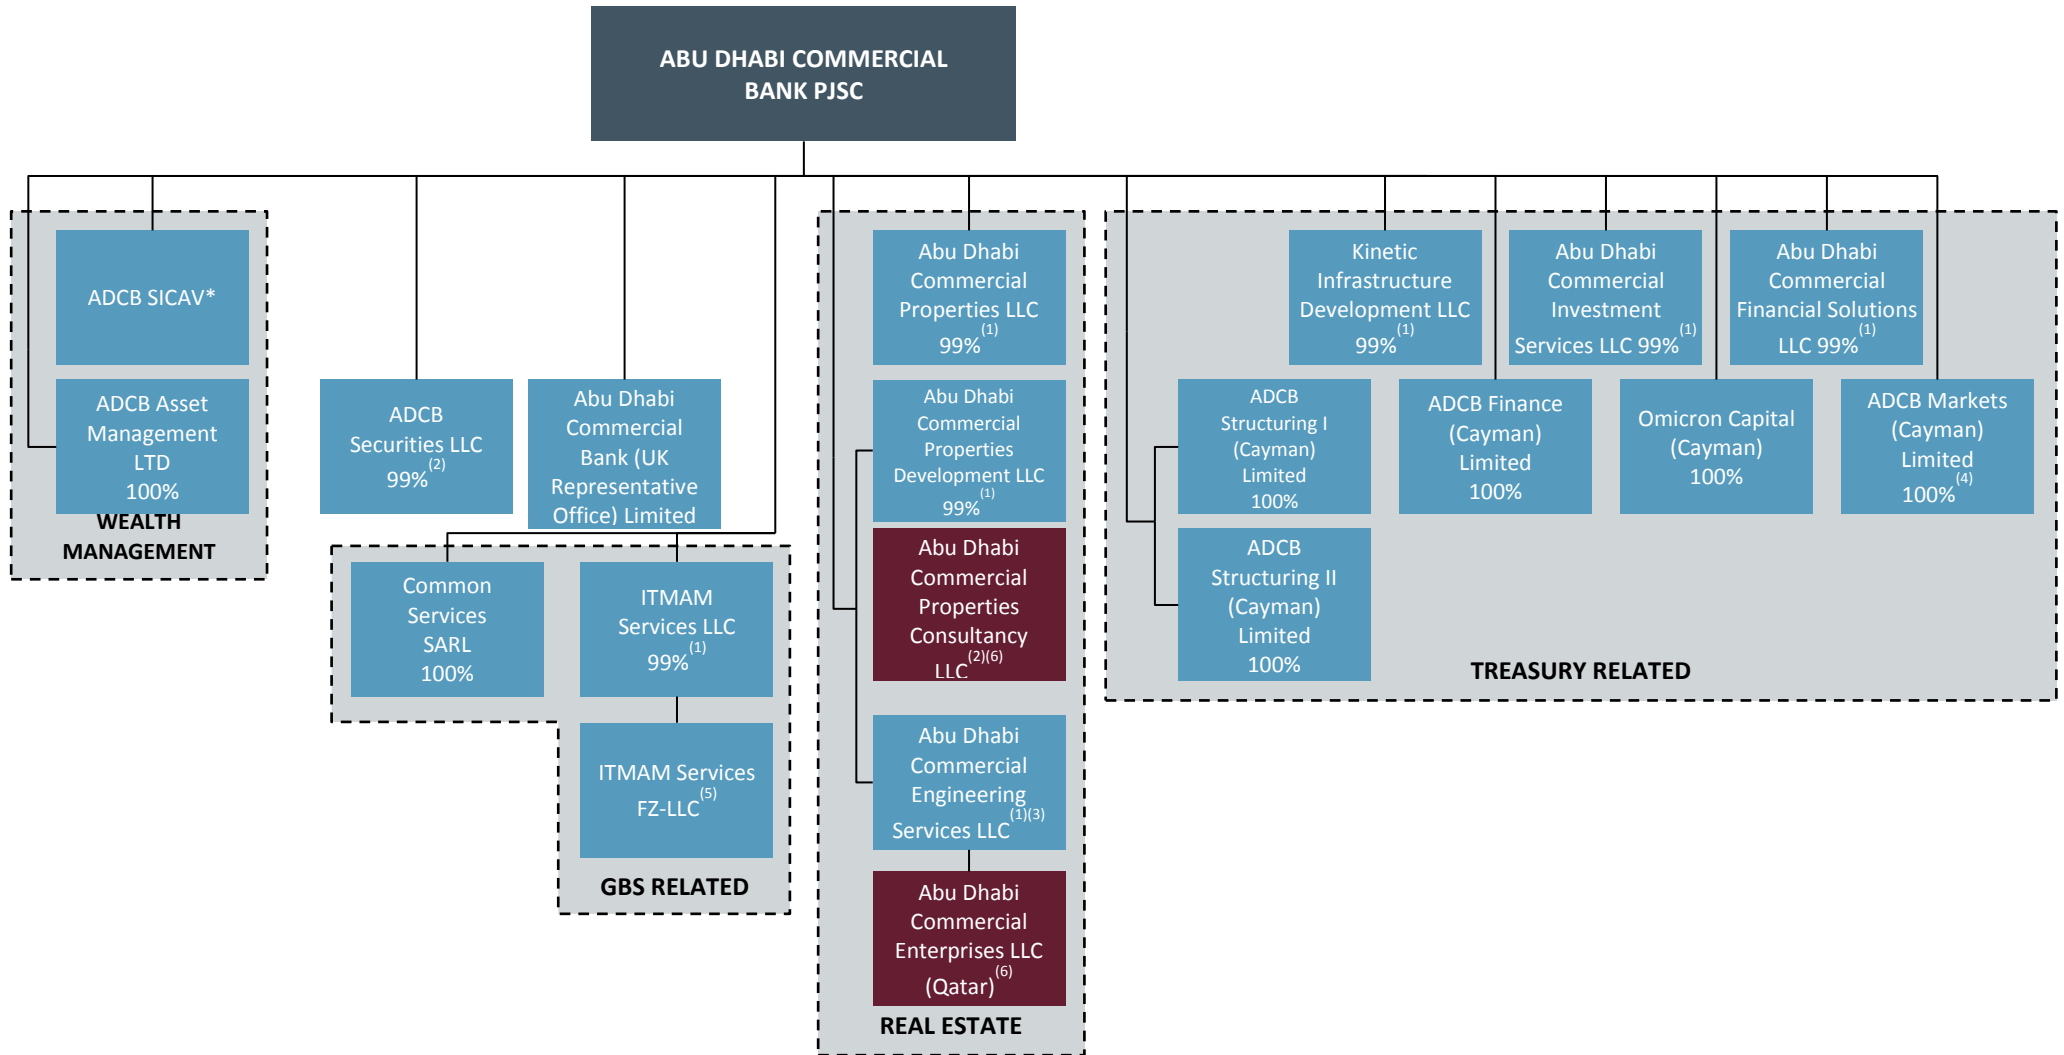 ABU DHABI COMMERCIAL
BANK PJSC
ADCB SICAV*
ADCB Asset
Management
LTD
100%
WEALTH
MANAGEMENT
ADCB
Securities LLC
99%(2)
Abu Dhabi
Commercial
Bank (UK
Representative
Office) Limited
Common
Services
SARL
100%
ITMAM
Services LLC
99%(1)
ITMAM Services
FZ-LLC(5)
GBS RELATED
Abu Dhabi
Commercial
Properties LLC
99%(1)
Abu Dhabi
Commercial
Properties
Development LLC
99%(1)
Abu Dhabi
Commercial
Properties
Consultancy
LLC(2)(6)
Abu Dhabi
Commercial
Engineering
Services LLC(1)(3)
Abu Dhabi
Commercial
Enterprises LLC
(Qatar)(6)
REAL ESTATE
Kinetic
Infrastructure
Development LLC
99%(1)
Abu Dhabi
Commercial
Investment
Services LLC 99%(1)
Abu Dhabi
Commercial
Financial Solutions
LLC 99%(1)
ADCB
Structuring I
(Cayman)
Limited
100%
ADCB Finance
(Cayman)
Limited
100%
Omicron Capital
(Cayman)
100%
ADCB Markets
(Cayman)
Limited
100%(4)
ADCB
Structuring II
(Cayman)
Limited
100%
TREASURY RELATED